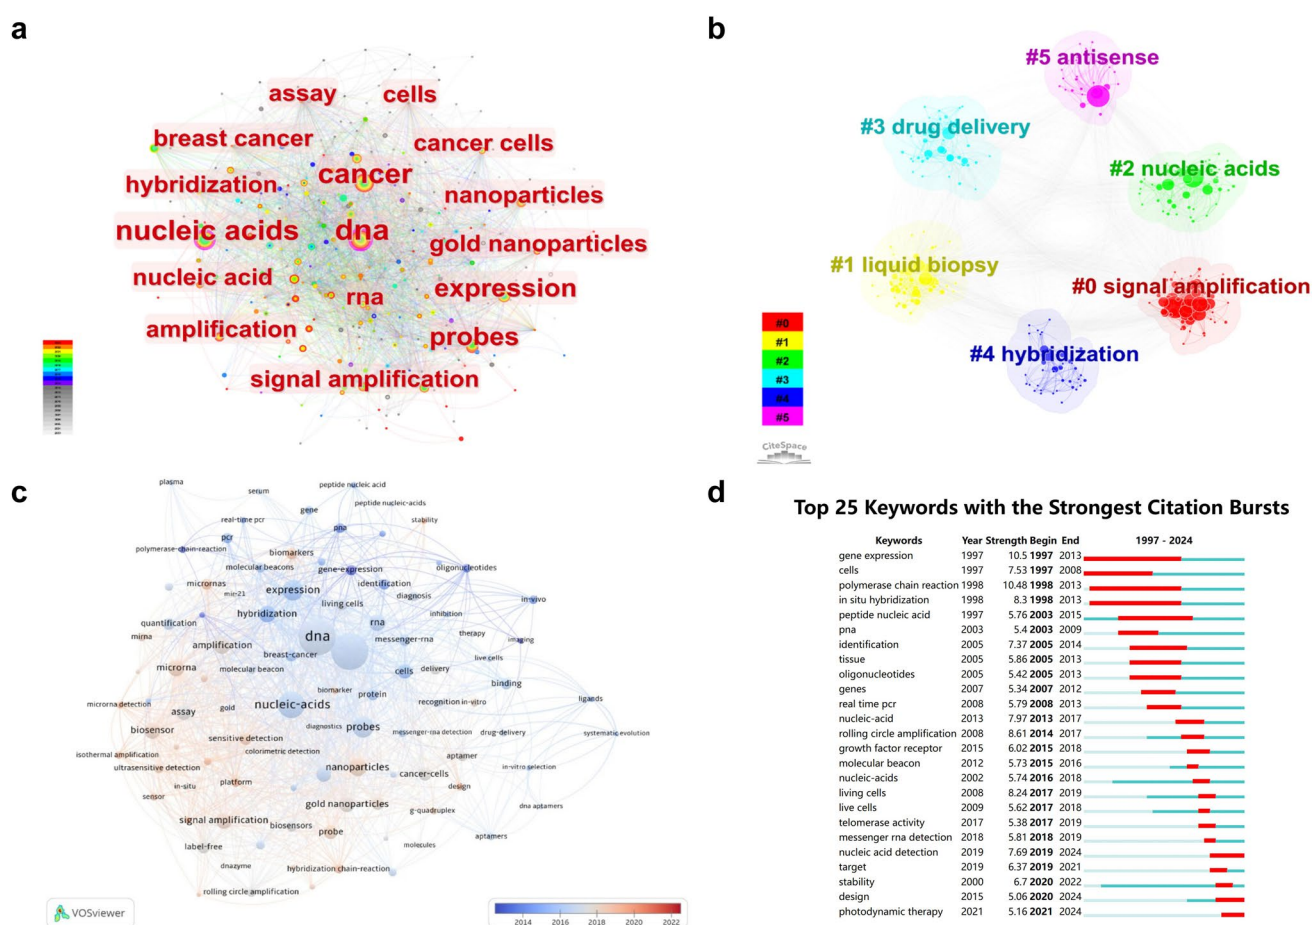 a
assay
cells
breast cancer
cancer cells
cancer
hybridization
nanoparticles
nucleic acids
dna
gold nanoparticles
nucleic acid
rna
expression
amplification
probes
signal amplification
b
#5 antisense
#3 drug delivery
#2 nucleic acids
#1 liquid biopsy
#0 signal amplification
#4 hybridization
#0
#1
#2
#3
#4
#5
CiteSpace
c
plasma
serum
peptide nucleic acid
peptide nucleic-acids
gene
real-time pcr
pna
stability
pcr
polymerase-chain-reaction
biomarkers
molecular beacons
gene-expression
oligonucleotides
micrornas
identification
mir-21
expression
diagnosis
living cells
in-vivo
hybridization
inhibition
quantification
rna
imaging
mirna
dna
messenger-rna
therapy
amplification
breast-cancer
live cells
microrna
molecular beacon
cells
delivery
binding
biomarker
protein
microrna detection
gold
nucleic-acids
recognition
in-vitro
ligands
assay
biosensor
diagnostics
probes
messenger-rna detection
drug-delivery
systematic evolution
sensitive detection
colorimetric detection
isothermal amplification
aptamer
ultrasensitive detection
nanoparticles
cancer-cells
in-vitro selection
in-situ
platform
design
sensor
gold nanoparticles
g-quadruplex
dna aptamers
signal amplification
biosensors
probe
aptamers
label-free
molecules
dnazyme
hybridization chain-reaction
rolling circle amplification
VOSviewer
2014 2016 2018 2020 2022
d
Top 25 Keywords with the Strongest Citation Bursts
Keywords Year Strength Begin End 1997 - 2024
gene expression 1997 10.5 1997 2013
cells 1997 7.53 1997 2008
polymerase chain reaction 1998 10.48 1998 2013
in situ hybridization 1998 8.3 1998 2013
peptide nucleic acid 1997 5.76 2003 2015
pna 2003 5.4 2003 2009
identification 2005 7.37 2005 2014
tissue 2005 5.86 2005 2013
oligonucleotides 2005 5.42 2005 2013
genes 2007 5.34 2007 2012
real time pcr 2008 5.79 2008 2013
nucleic-acid 2013 7.97 2013 2017
rolling circle amplification 2008 8.61 2014 2017
growth factor receptor 2015 6.02 2015 2018
molecular beacon 2012 5.73 2015 2016
nucleic-acids 2002 5.74 2016 2018
living cells 2008 8.24 2017 2019
live cells 2009 5.62 2017 2018
telomerase activity 2017 5.38 2017 2019
messenger rna detection 2018 5.81 2018 2019
nucleic acid detection 2019 7.69 2019 2024
target 2019 6.37 2019 2021
stability 2000 6.7 2020 2022
design 2015 5.06 2020 2024
photodynamic therapy 2021 5.16 2021 2024